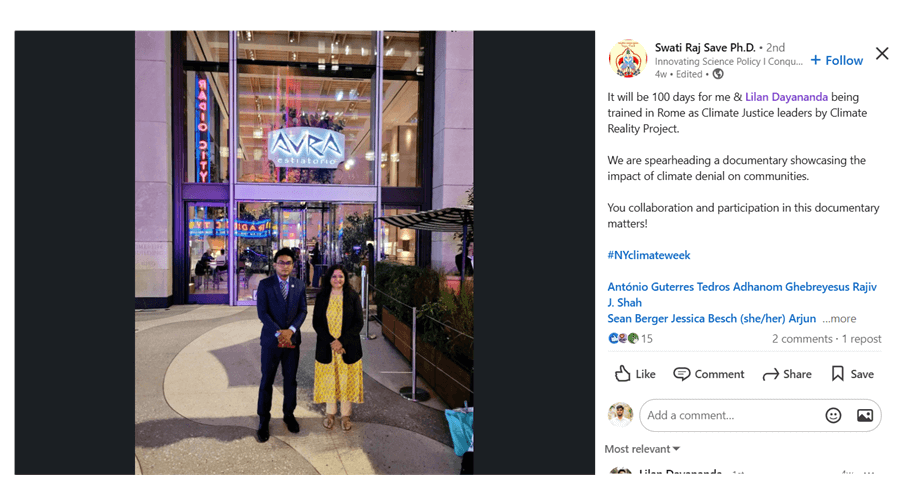 RADIO CITY
AVRA
estiatorio
Swati Raj Save Ph.D. • 2nd
Innovating Science Policy I Conqu...
4w • Edited •
+ Follow
It will be 100 days for me & Lilan Dayananda being
trained in Rome as Climate Justice leaders by Climate
Reality Project.
We are spearheading a documentary showcasing the
impact of climate denial on communities.
You collaboration and participation in this documentary
matters!
#NYclimateweek
António Guterres Tedros Adhanom Ghebreyesus Rajiv
J. Shah
Sean Berger Jessica Besch (she/her) Arjun ...more
15
2 comments · 1 repost
Like
Comment
Share
Save
Add a comment...
Most relevant
Lilan Dayananda